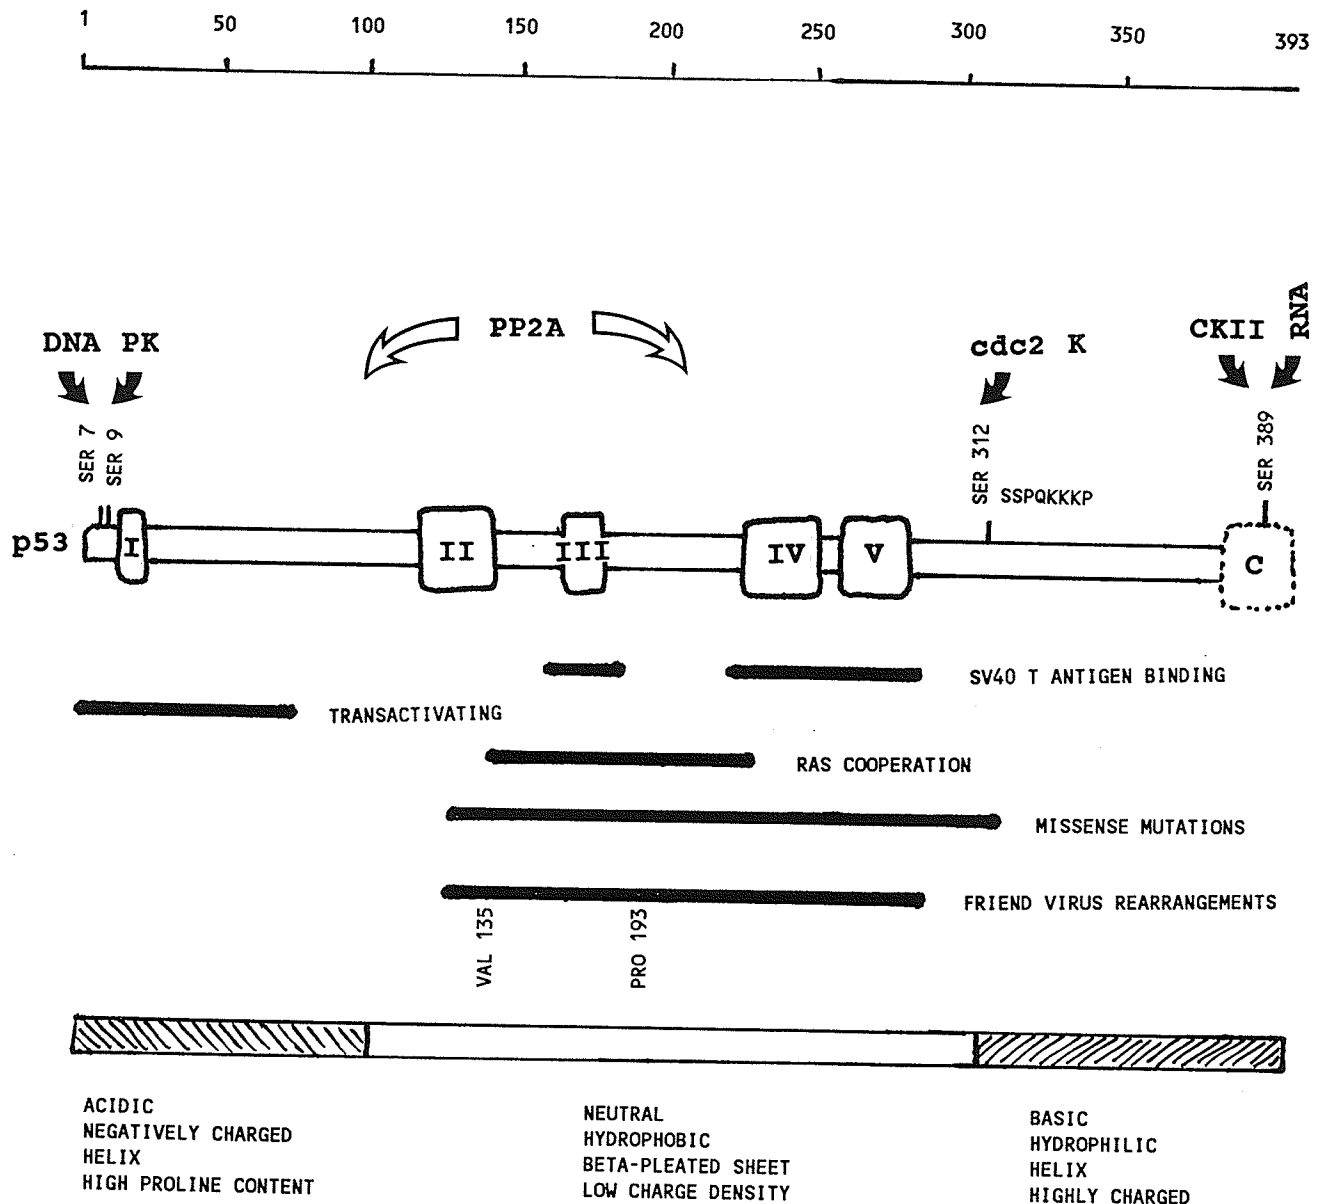 1 50 100 150 200 250 300 350 393
DNA PK
PP2A
cdc2 K
CKII
RNA
SER 7
SER 9
SER 312
SSPQKKKP
SER 389
p53
I
II
III
IV
V
C
SV40 T ANTIGEN BINDING
TRANSACTIVATING
RAS COOPERATION
MISSENSE MUTATIONS
FRIEND VIRUS REARRANGEMENTS
VAL 135
PRO 193
ACIDIC
NEGATIVELY CHARGED
HELIX
HIGH PROLINE CONTENT
NEUTRAL
HYDROPHOBIC
BETA-PLEATED SHEET
LOW CHARGE DENSITY
BASIC
HYDROPHILIC
HELIX
HIGHLY CHARGED